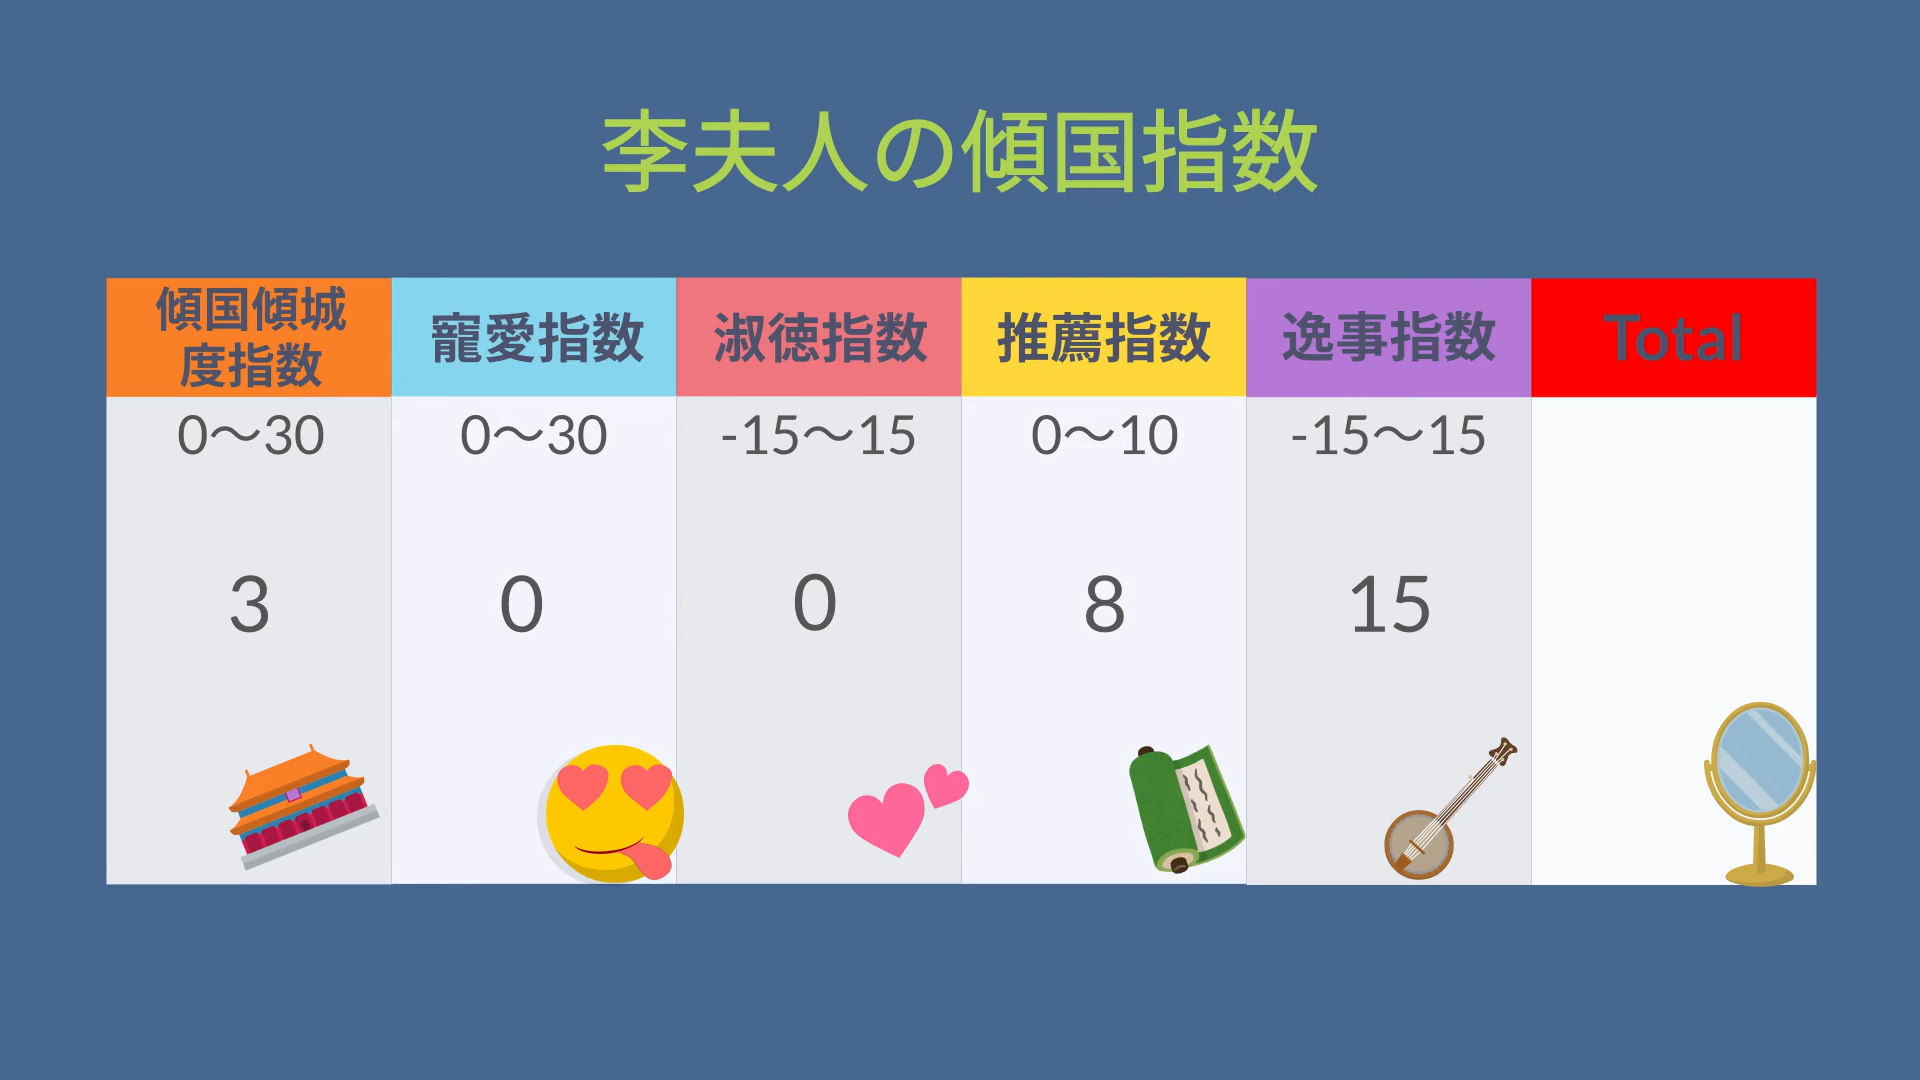 李夫人の傾国指数
傾国傾城
度指数
寵愛指数
淑徳指数
推薦指数
逸事指数
Total
0〜30
0〜30
-15〜15
0〜10
-15〜15
3
0
0
8
15